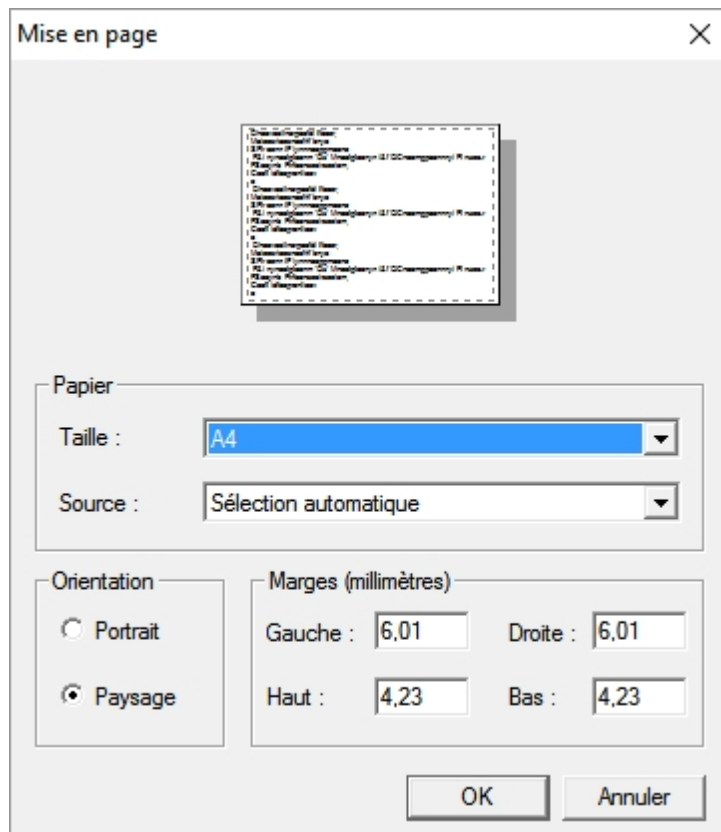 Mise en page
Papier
Taille :
A4
Source :
Sélection automatique
Orientation
Portrait
Paysage
Marges (millimètres)
Gauche : 6,01 Droite : 6,01
Haut : 4,23 Bas : 4,23
OK Annuler